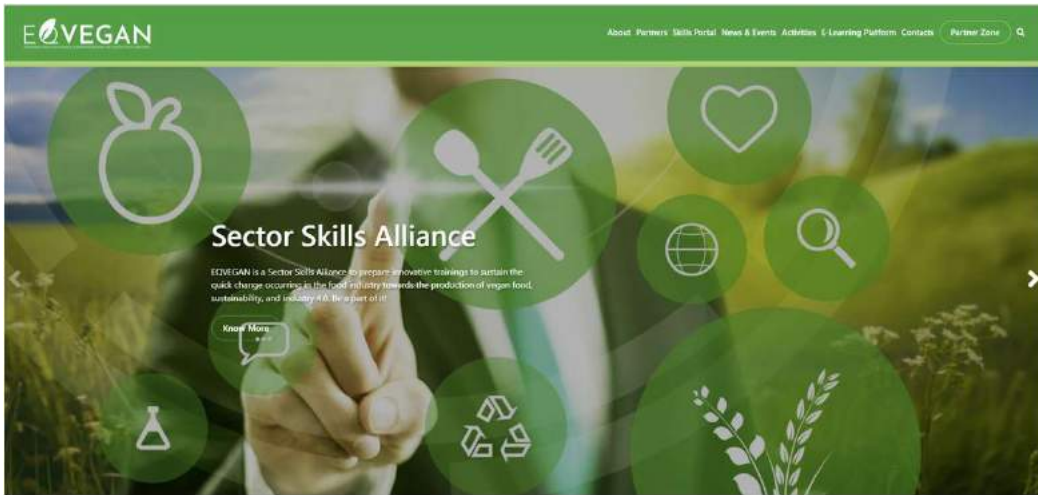 EQVEGAN
About Partners Skills Portal News & Events Activities E-Learning Platform Contacts Partner Zone
Sector Skills Alliance
EQVEGAN is a Sector Skills Alliance to prepare innovative trainings to sustain the
quick change occurring in the food industry towards the production of vegan food,
sustainability, and industry 4.0. Be a part of it!
Know More